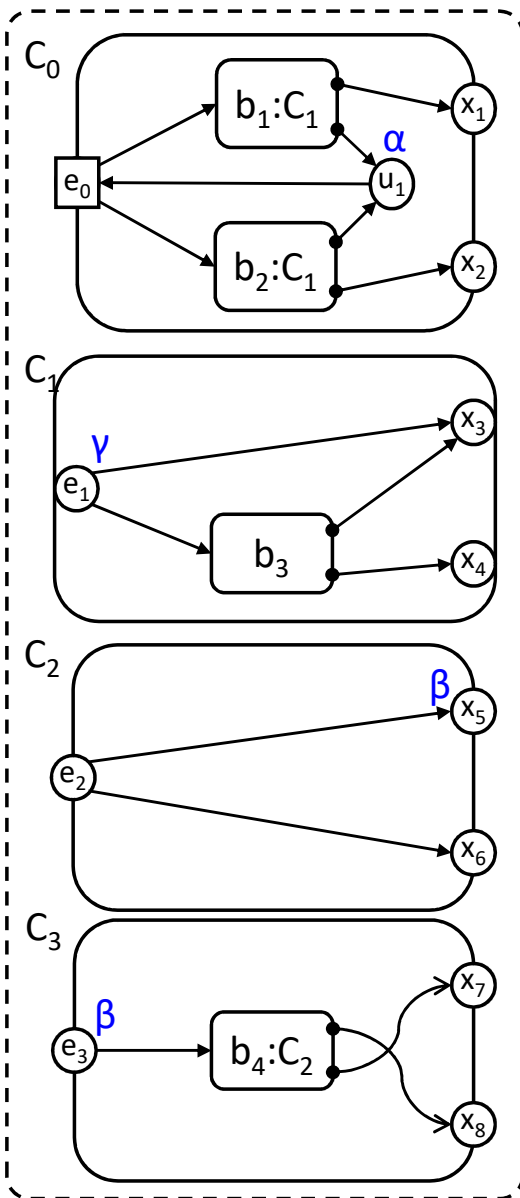 C₀
b₁:C₁
x₁
α
e₀
u₁
b₂:C₁
x₂
C₁
x₃
γ
e₁
b₃
x₄
C₂
β
x₅
e₂
x₆
C₃
x₇
β
e₃
b₄:C₂
x₈